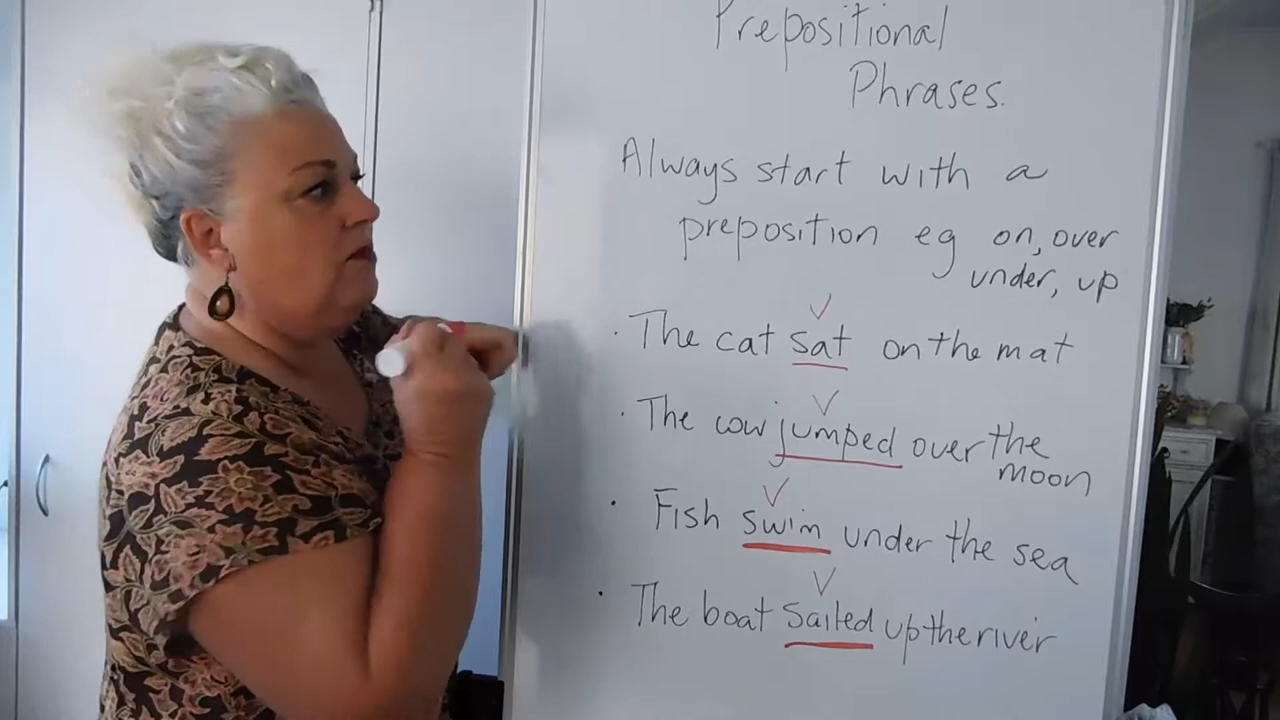 Prepositional
Phrases.
Always start with a
preposition eg on, over
under, up
V
· The cat sat on the mat
V
· The cow jumped over the
moon
V
· Fish swim under the sea
V
· The boat sailed up the river